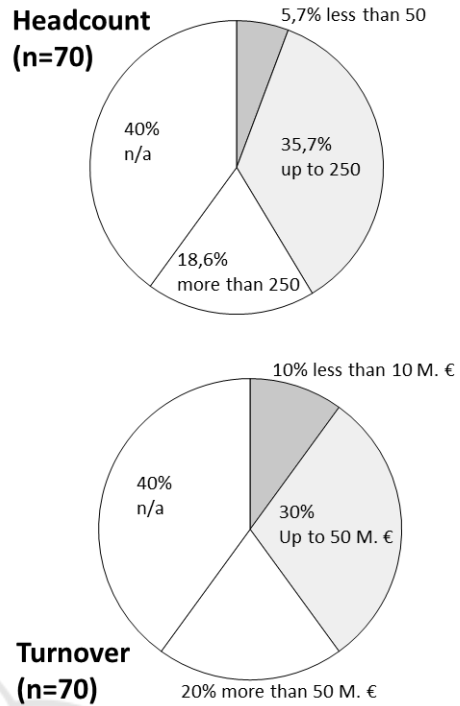 Headcount
(n=70)
5,7% less than 50
40%
n/a
35,7%
up to 250
18,6%
more than 250
10% less than 10 M. €
40%
n/a
30%
Up to 50 M. €
Turnover
(n=70)
20% more than 50 M. €